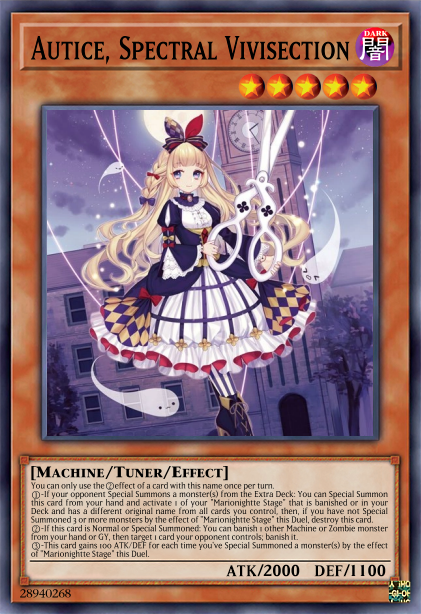 AUTICE, SPECTRAL VIVISECTION
DARK
闇
[MACHINE/TUNER/EFFECT]
You can only use the ②effect of a card with this name once per turn.
①-If your opponent Special Summons a monster(s) from the Extra Deck: You can Special Summon
this card from your hand and activate 1 of your "Marionightte Stage" that is banished or in your
Deck and has a different original name from all cards you control, then, if you have not Special
Summoned 3 or more monsters by the effect of "Marionightte Stage" this Duel, destroy this card.
②-If this card is Normal or Special Summoned: You can banish 1 other Machine or Zombie monster
from your hand or GY, then target 1 card your opponent controls; banish it.
③-This card gains 100 ATK/DEF for each time you've Special Summoned a monster(s) by the effect
of "Marionightte Stage" this Duel.
ATK/2000 DEF/1100
28940268